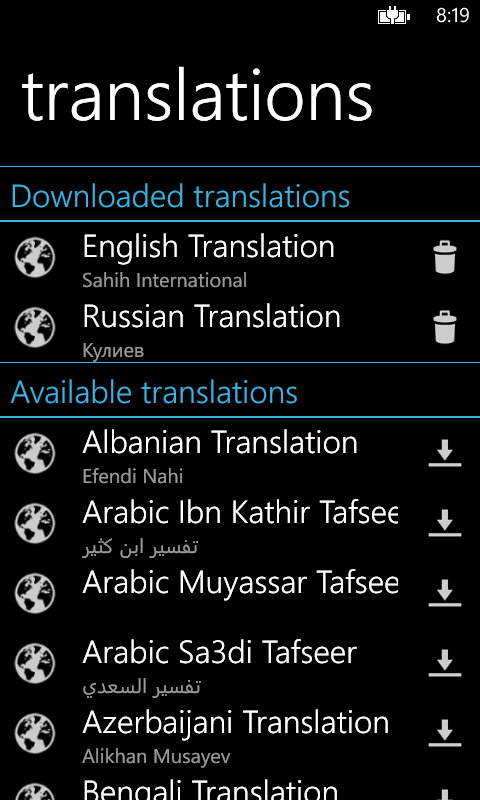 8:19
translations
Downloaded translations
English Translation
Sahih International
Russian Translation
Кулиев
Available translations
Albanian Translation
Efendi Nahi
Arabic Ibn Kathir Tafsee
تفسير ابن كثير
Arabic Muyassar Tafsee
Arabic Sa3di Tafseer
تفسير السعدي
Azerbaijani Translation
Alikhan Musayev
Bengali Translation